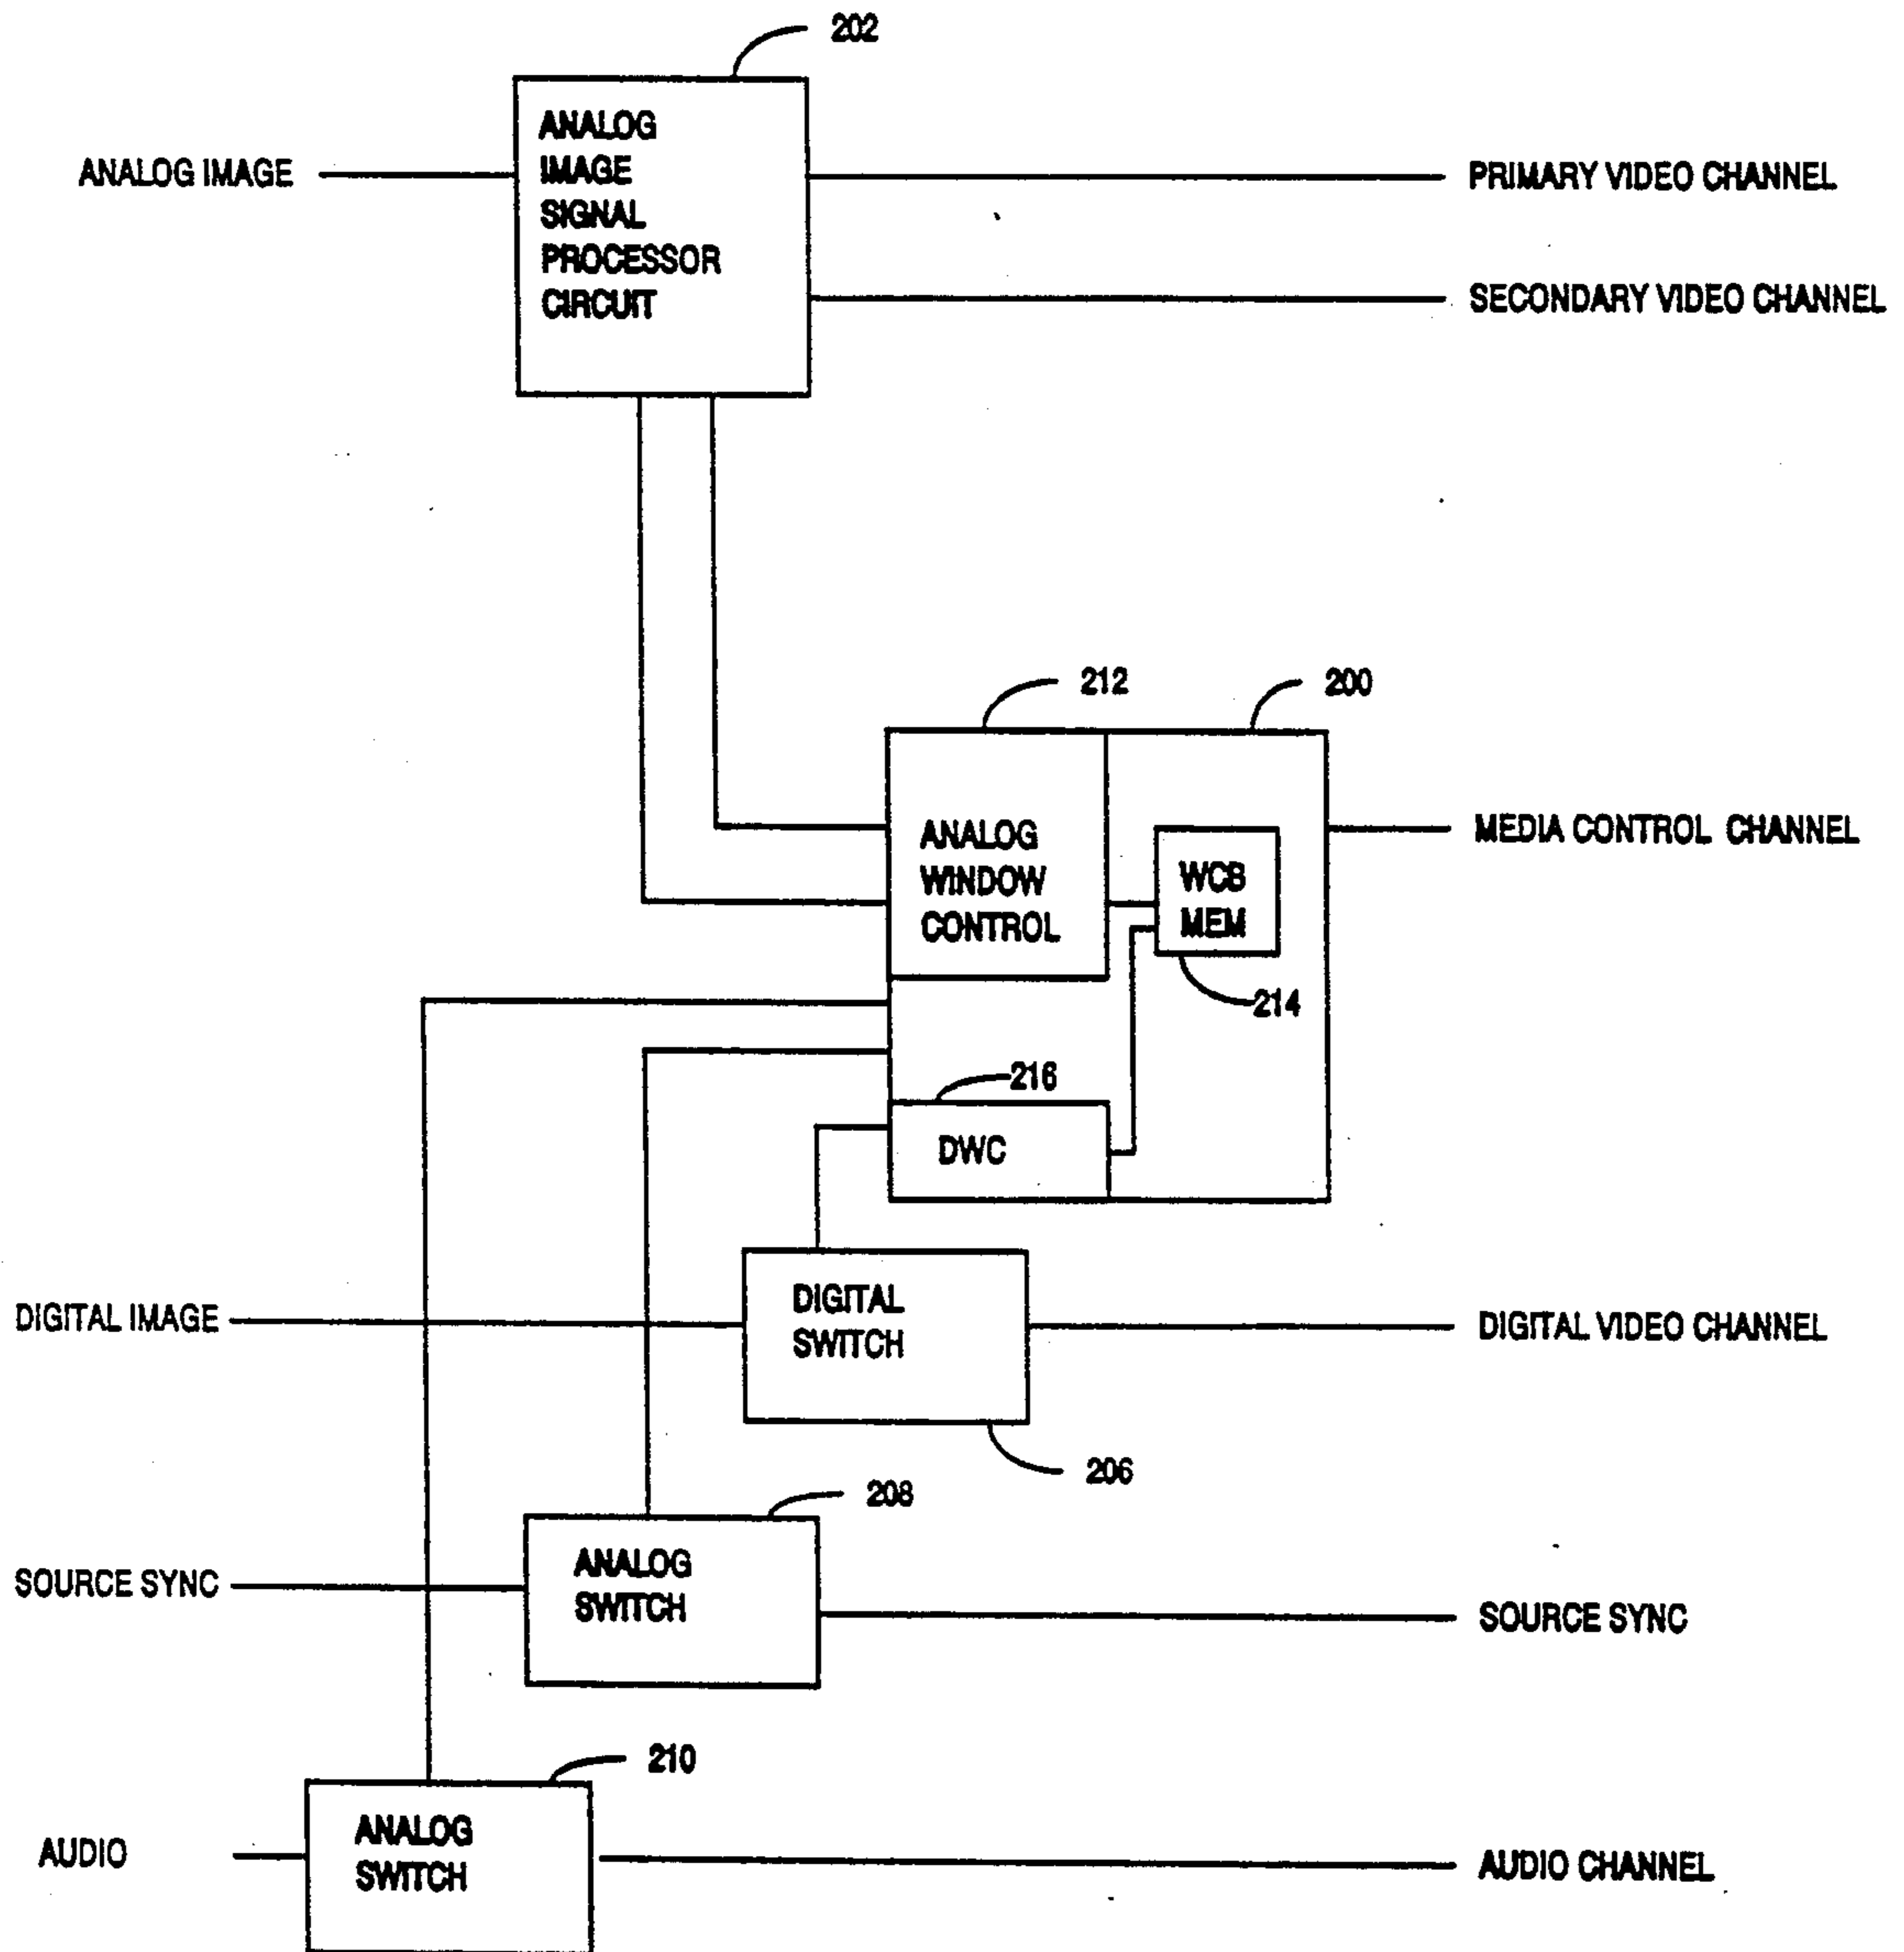 202
ANALOG
IMAGE
SIGNAL
PROCESSOR
CIRCUIT
ANALOG IMAGE
PRIMARY VIDEO CHANNEL
SECONDARY VIDEO CHANNEL
212
200
ANALOG
WINDOW
CONTROL
WCB
MEM
MEDIA CONTROL CHANNEL
214
216
DWC
DIGITAL IMAGE
DIGITAL
SWITCH
DIGITAL VIDEO CHANNEL
206
208
SOURCE SYNC
ANALOG
SWITCH
SOURCE SYNC
210
AUDIO
ANALOG
SWITCH
AUDIO CHANNEL